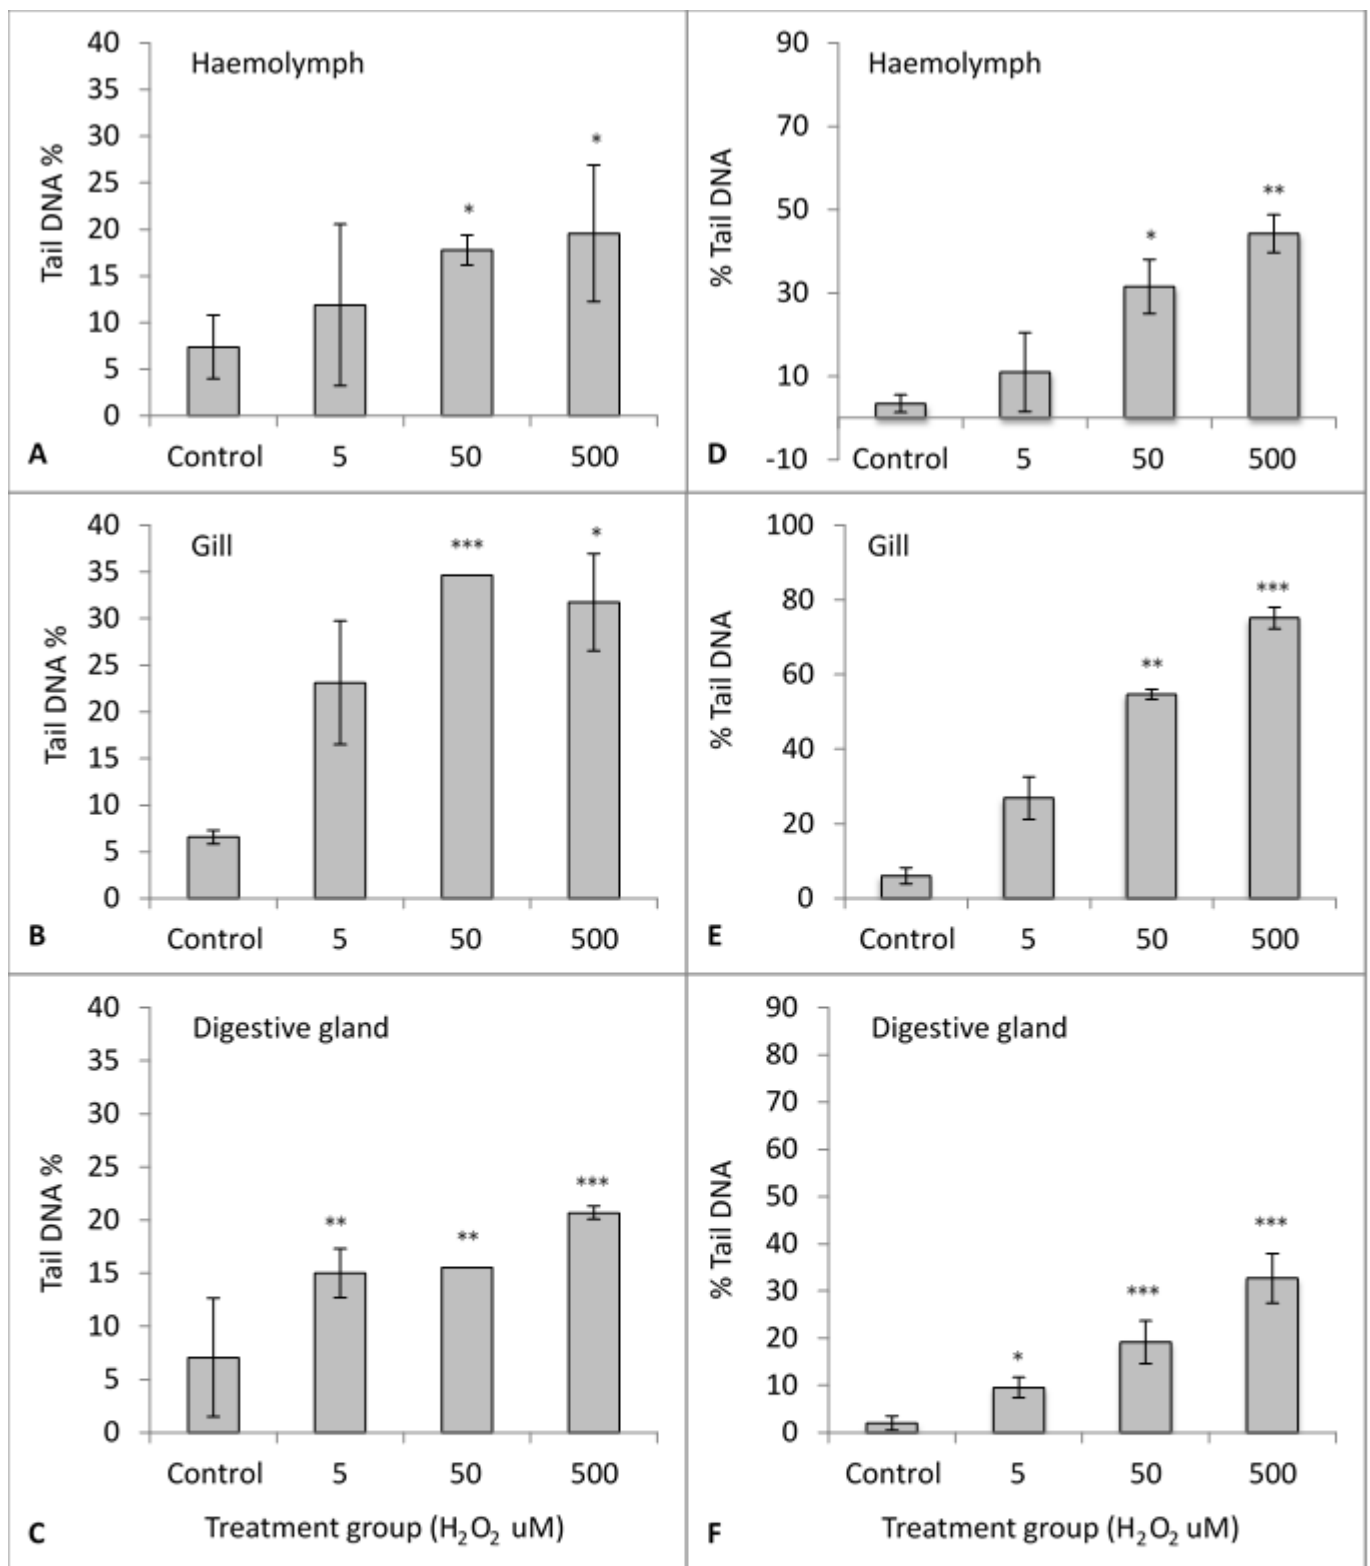 Haemolymph
Tail DNA %
40
35
30
25
20
15
10
5
0
*
*
Control 5 50 500
A
Haemolymph
% Tail DNA
90
70
50
30
10
-10
*
**
Control 5 50 500
D
Gill
Tail DNA %
40
35
30
25
20
15
10
5
0
***
*
Control 5 50 500
B
Gill
% Tail DNA
100
80
60
40
20
0
**
***
Control 5 50 500
E
Digestive gland
Tail DNA %
40
35
30
25
20
15
10
5
0
**
**
***
Control 5 50 500
Treatment group (H₂O₂ uM)
C
Digestive gland
% Tail DNA
90
80
70
60
50
40
30
20
10
0
*
***
***
Control 5 50 500
Treatment group (H₂O₂ uM)
F